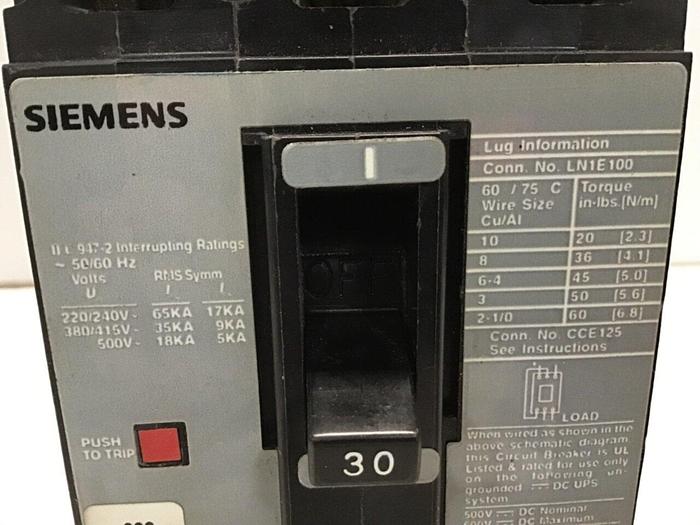 SIEMENS
947-2 Interrupting Ratings
~ 50/60 Hz
Volts RMS Symm
U I I
220/240V~ 65KA 17KA
380/415V~ 35KA 9KA
500V~ 18KA 5KA
PUSH
TO TRIP
I
OFF
30
Lug Information
Conn. No. LN1E100
60 / 75 C Torque
Wire Size in-lbs.[N/m]
Cu/Al
10 20 [2.3]
8 36 [4.1]
6-4 45 [5.0]
3 50 [5.6]
2-1/0 60 [6.8]
Conn. No. CCE125
See Instructions
LOAD
When wired as shown in the
above schematic diagram
this Circuit Breaker is UL
Listed & rated for use only
on the following un-
grounded DC UPS
system
500V DC Nominal
600V DC Maximum